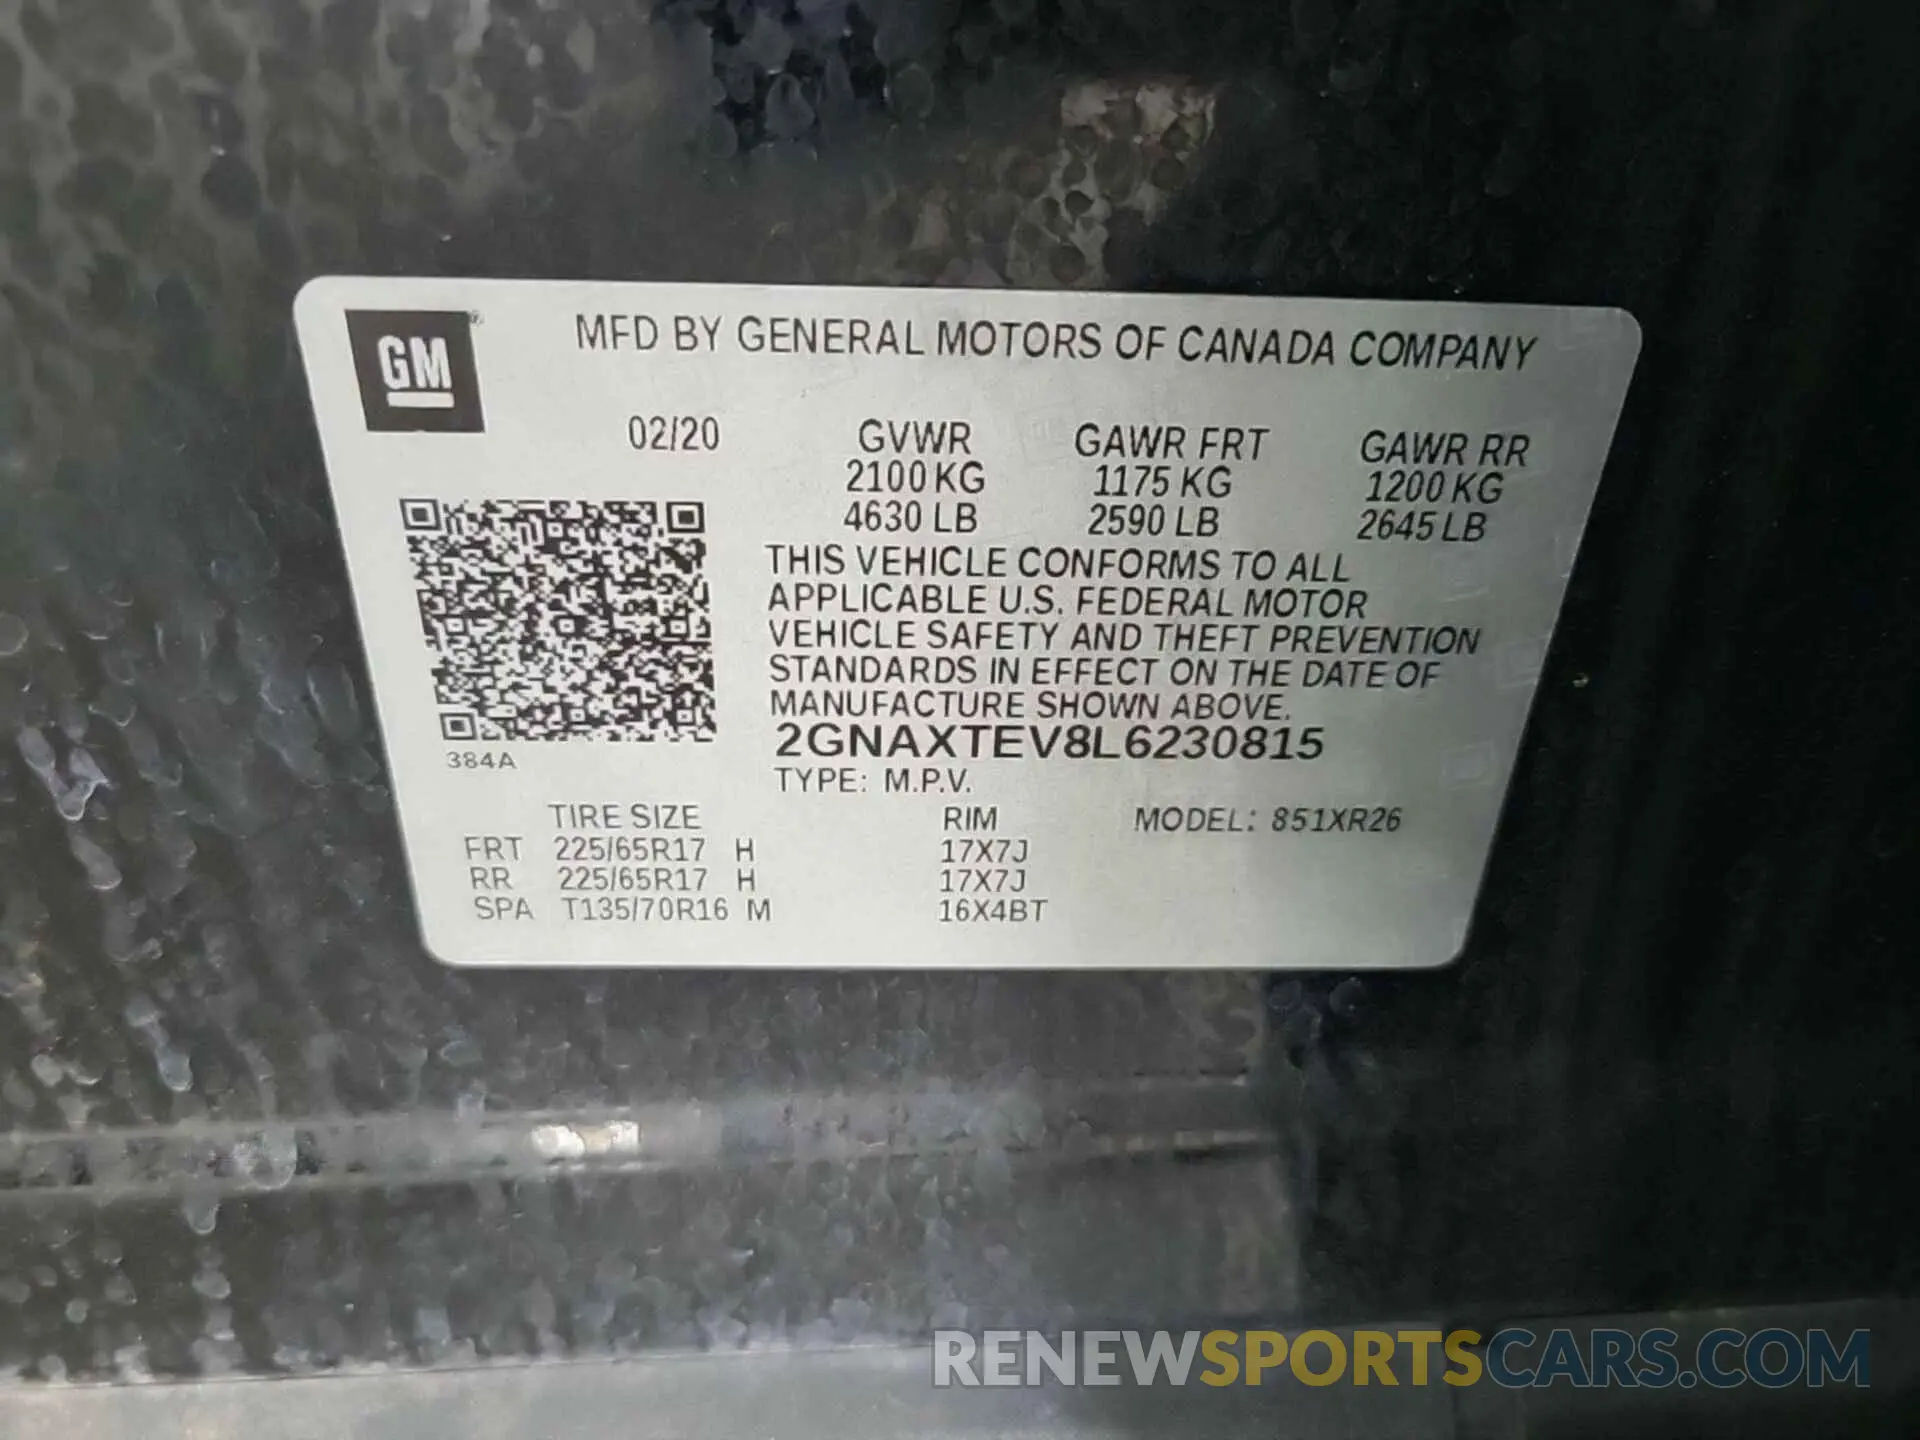 GM
MFD BY GENERAL MOTORS OF CANADA COMPANY
02/20 GVWR GAWR FRT GAWR RR
2100 KG 1175 KG 1200 KG
4630 LB 2590 LB 2645 LB
THIS VEHICLE CONFORMS TO ALL
APPLICABLE U.S. FEDERAL MOTOR
VEHICLE SAFETY AND THEFT PREVENTION
STANDARDS IN EFFECT ON THE DATE OF
MANUFACTURE SHOWN ABOVE.
2GNAXTEV8L6230815
384A
TYPE: M.P.V.
TIRE SIZE RIM MODEL: 851XR26
FRT 225/65R17 H 17X7J
RR 225/65R17 H 17X7J
SPA T135/70R16 M 16X4BT
RENEWSPORTSCARS.COM